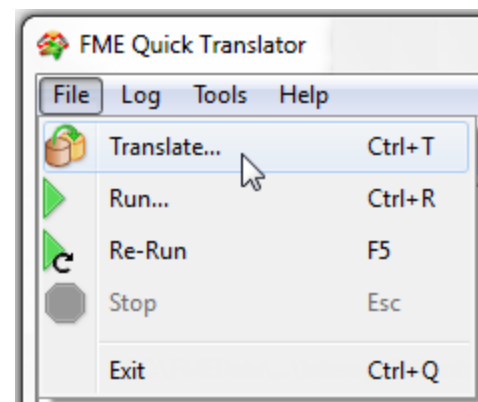 FME Quick Translator
File Log Tools Help
Translate... Ctrl+T
Run... Ctrl+R
Re-Run F5
Stop Esc
Exit Ctrl+Q